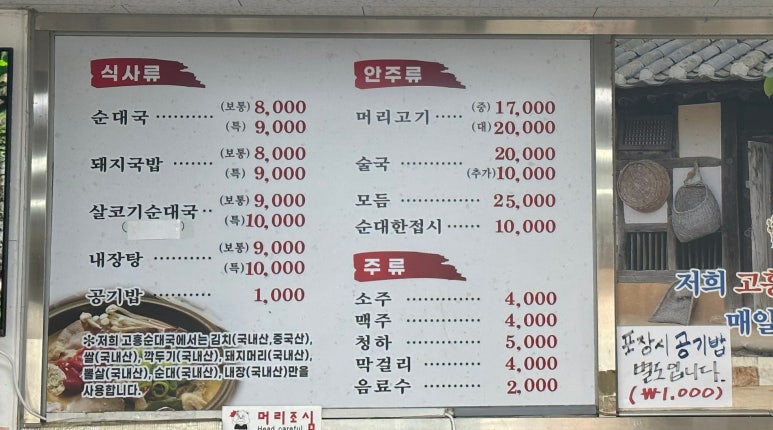 식사류
순대국 ·········· (보통) 8,000
(특) 9,000
돼지국밥 ······· (보통) 8,000
(특) 9,000
살코기순대국 ·· (보통) 9,000
(특) 10,000
내장탕 ·········· (보통) 9,000
(특) 10,000
공기밥 ·········· 1,000
※저희 고흥순대국에서는 김치(국내산,중국산),
쌀(국내산), 깍두기(국내산), 돼지머리(국내산),
뽈살(국내산), 순대(국내산), 내장(국내산)만을
사용합니다.
안주류
머리고기 ····· (중) 17,000
(대) 20,000
술국 ·········· 20,000
(추가) 10,000
모듬 ·········· 25,000
순대한접시 ······ 10,000
주류
소주 ·········· 4,000
맥주 ·········· 4,000
청하 ·········· 5,000
막걸리 ·········· 4,000
음료수 ·········· 2,000
머리조심
Head careful
저희 고흥
매일
포장시 공기밥
별도입니다.
(₩1.000)